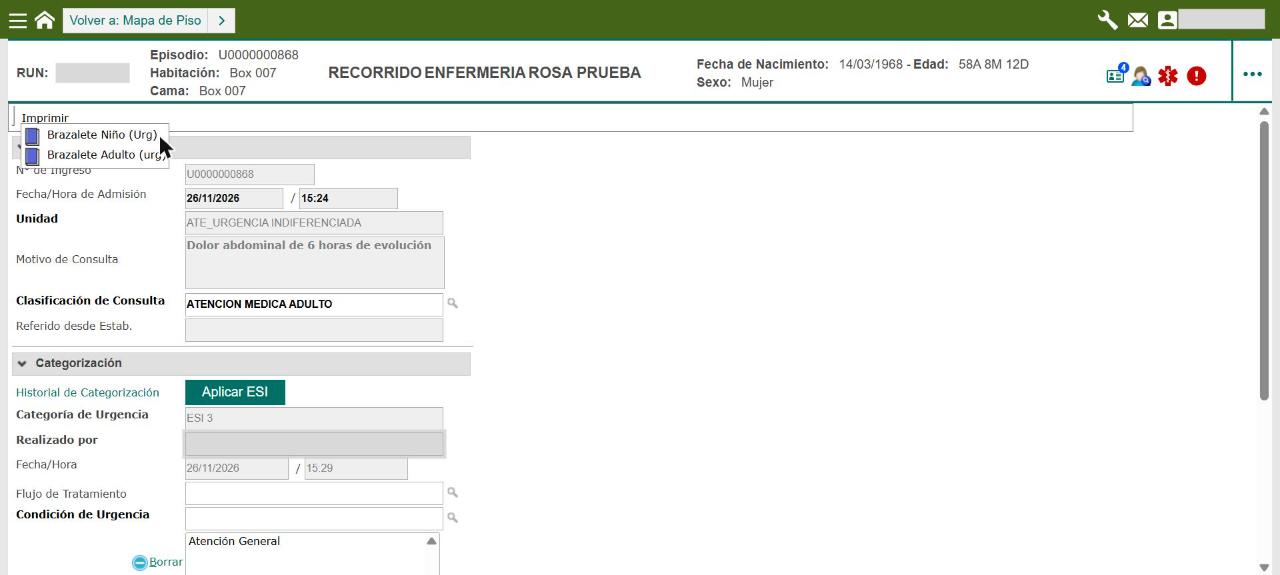 Volver a: Mapa de Piso
RUN:
Episodio: U0000000868
Habitación: Box 007
Cama: Box 007
RECORRIDO ENFERMERIA ROSA PRUEBA
Fecha de Nacimiento: 14/03/1968 - Edad: 58A 8M 12D
Sexo: Mujer
4
Imprimir
Brazalete Niño (Urg)
Brazalete Adulto (urg)
Nº de Ingreso U0000000868
Fecha/Hora de Admisión 26/11/2026 / 15:24
Unidad ATE_URGENCIA INDIFERENCIADA
Motivo de Consulta Dolor abdominal de 6 horas de evolución
Clasificación de Consulta ATENCION MEDICA ADULTO
Referido desde Estab.
Categorización
Historial de Categorización Aplicar ESI
Categoría de Urgencia ESI 3
Realizado por
Fecha/Hora 26/11/2026 / 15:29
Flujo de Tratamiento
Condición de Urgencia
Atención General
Borrar